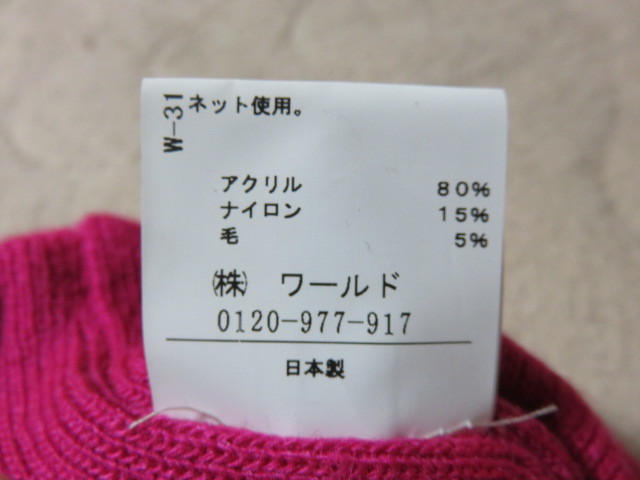 W-31
ネット使用。
アクリル 80%
ナイロン 15%
毛 5%
㈱ ワールド
0120-977-917
日本製